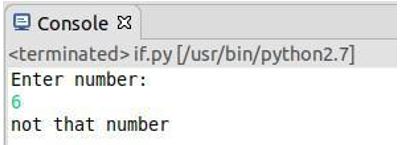 Console
<terminated> if.py [/usr/bin/python2.7]
Enter number:
6
not that number